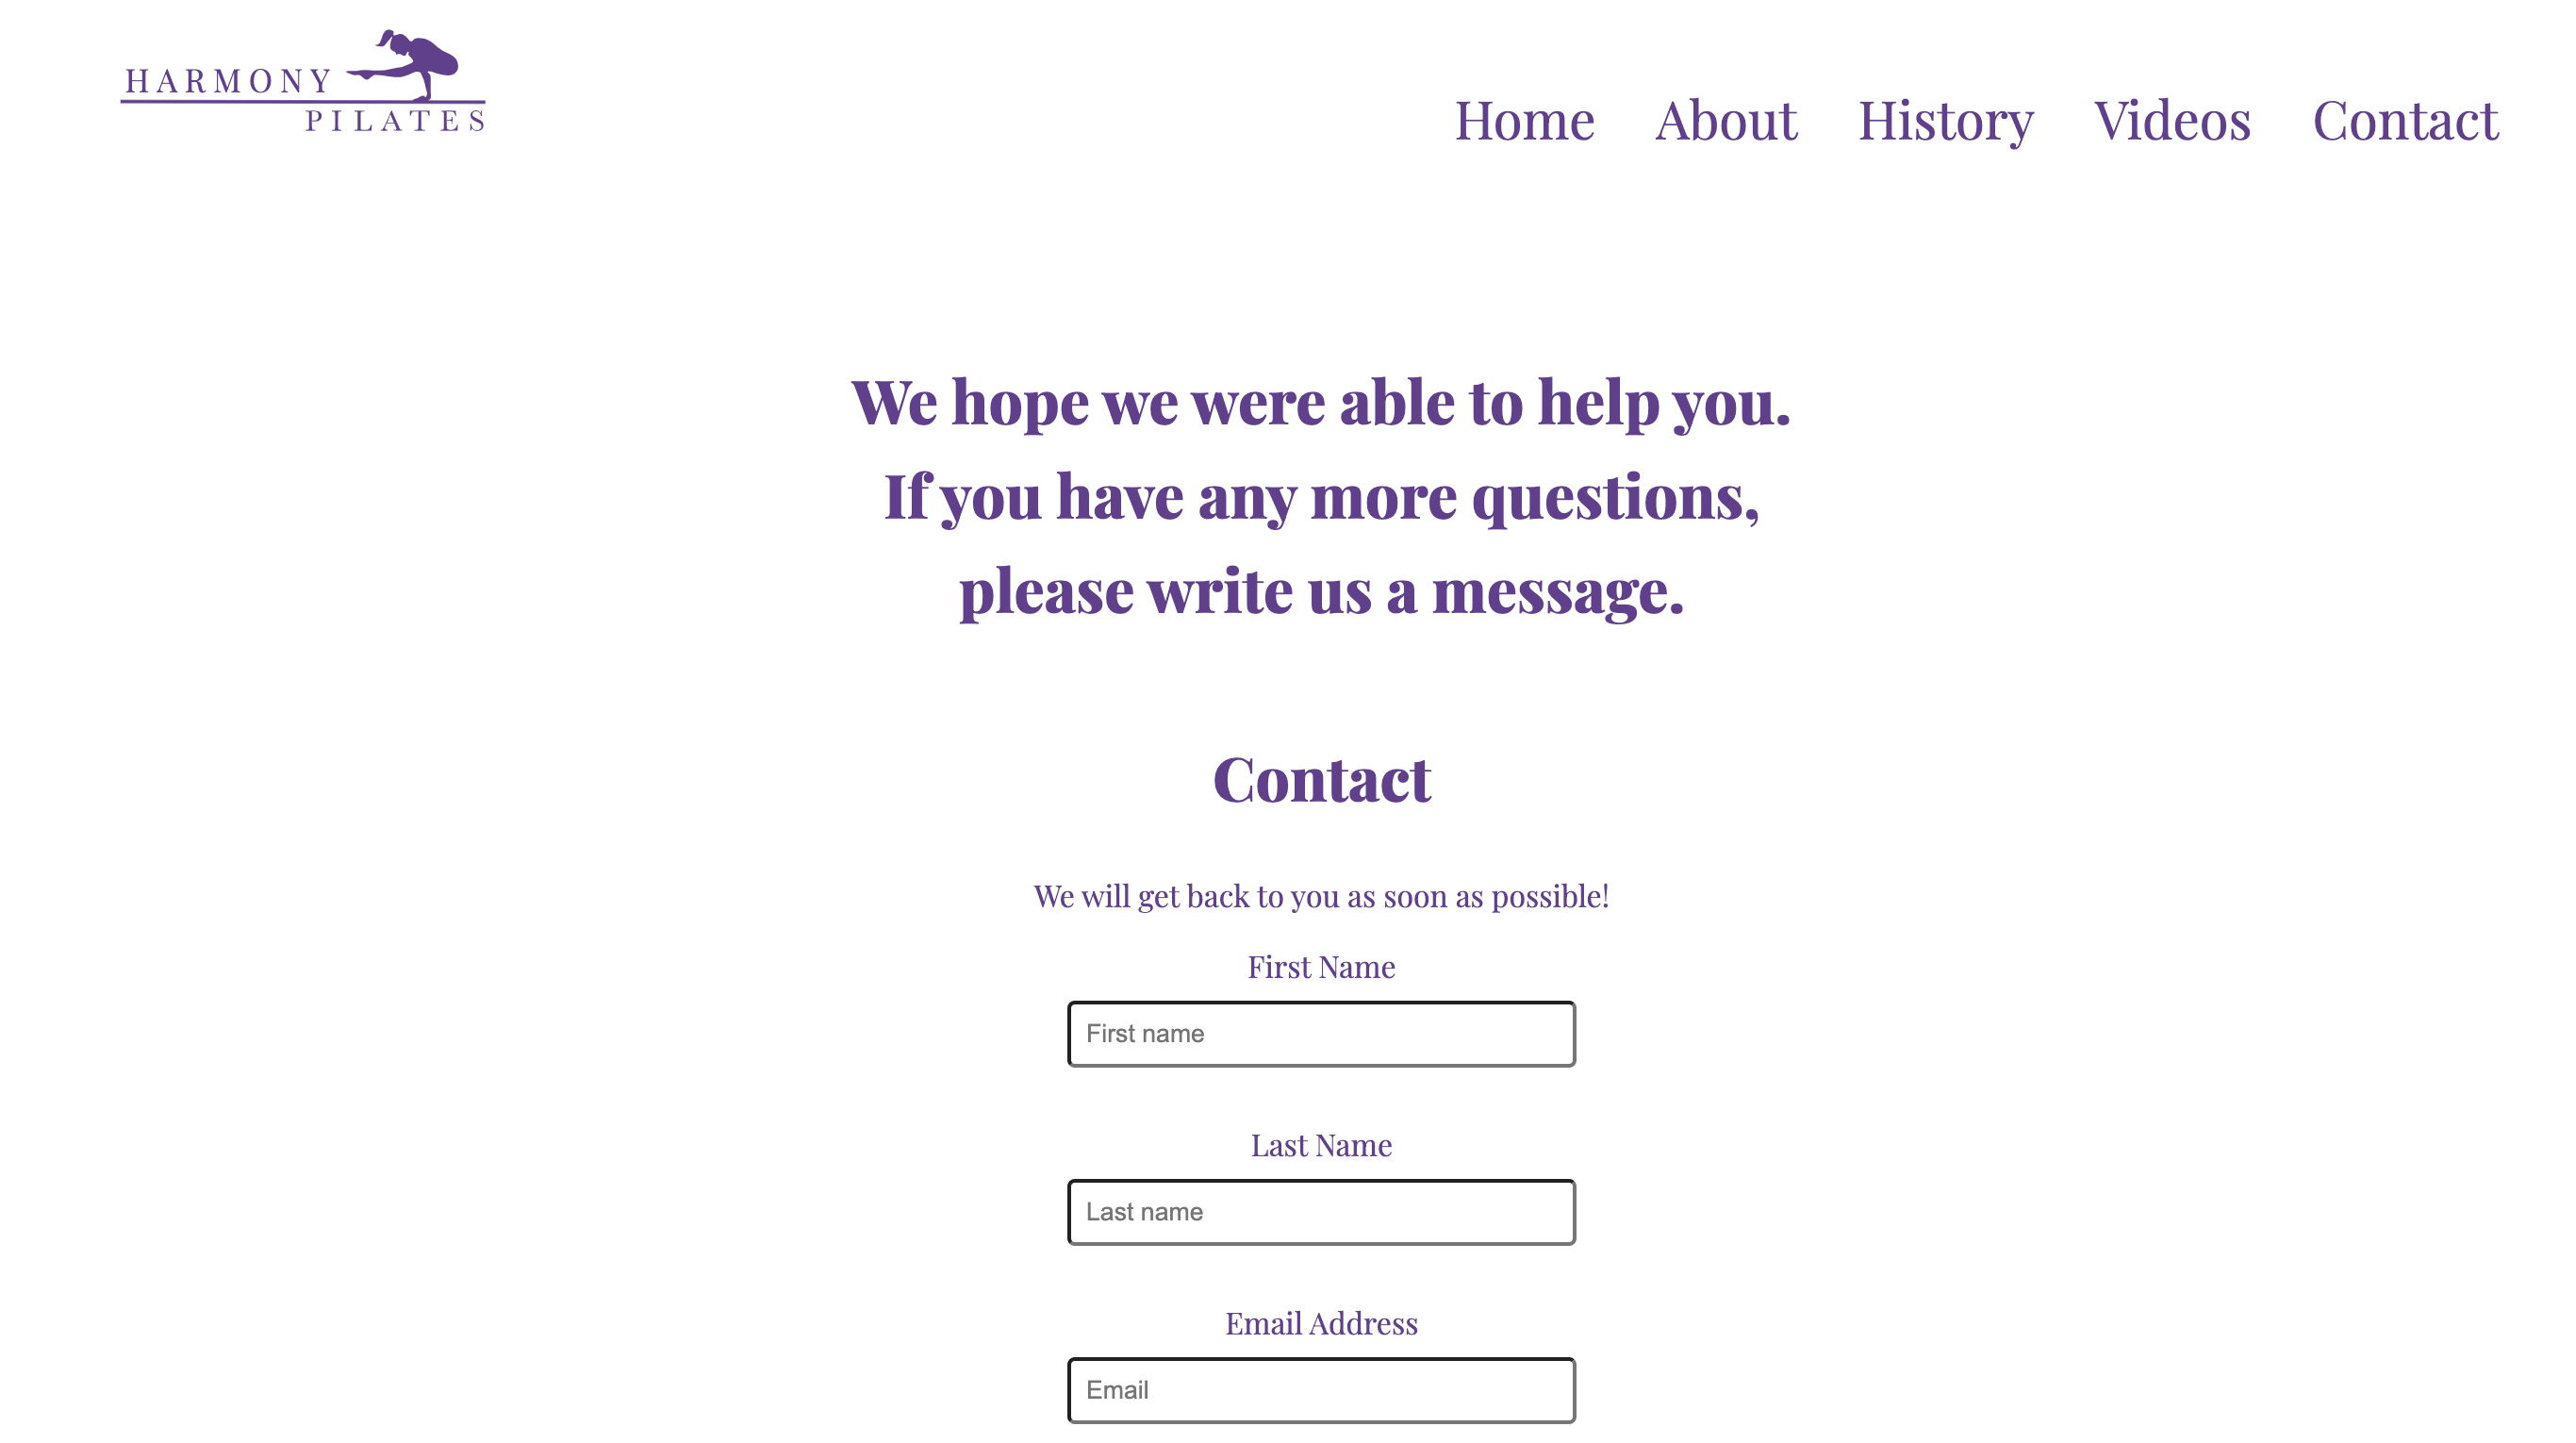 HARMONY
PILATES
Home About History Videos Contact
We hope we were able to help you.
If you have any more questions,
please write us a message.
Contact
We will get back to you as soon as possible!
First Name
First name
Last Name
Last name
Email Address
Email